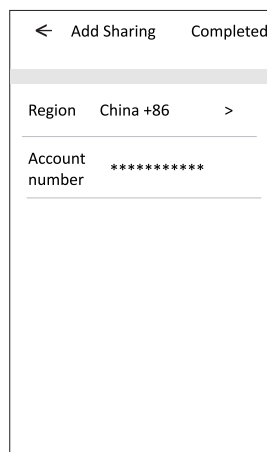 ← Add Sharing Completed
Region China +86 >
Account
number ***********